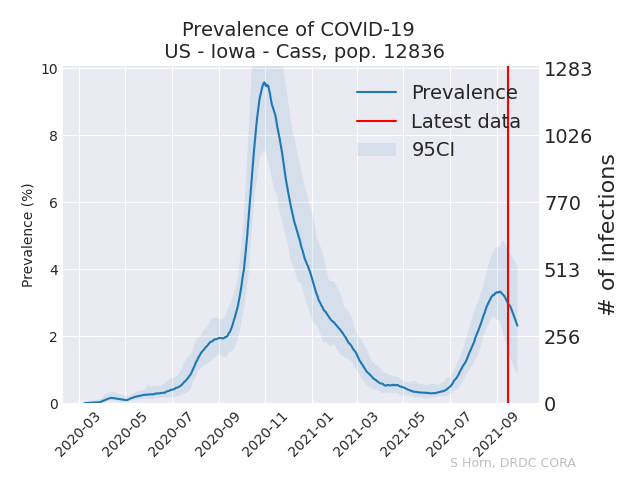 Prevalence of COVID-19
US - Iowa - Cass, pop. 12836
Prevalence (%)
10
8
6
4
2
0
Prevalence
Latest data
95CI
1283
1026
770
513
256
0
# of infections
2020-03
2020-05
2020-07
2020-09
2020-11
2021-01
2021-03
2021-05
2021-07
2021-09
S Horn, DRDC CORA